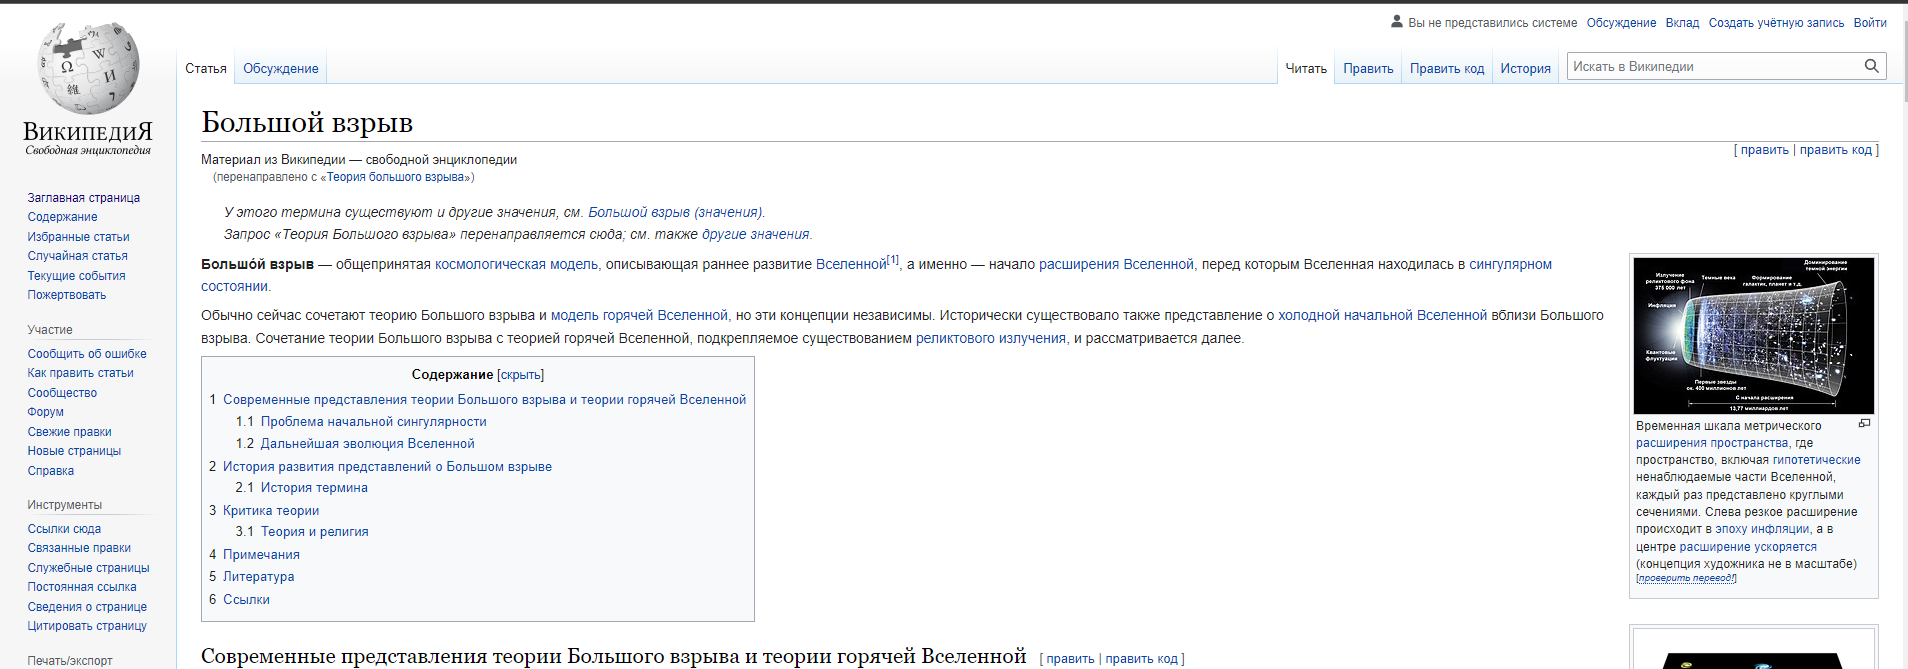 Вы не представились системе Обсуждение Вклад Создать учётную запись Войти
Статья Обсуждение Читать Править Править код История Искать в Википедии
ВИКИПЕДИЯ
Свободная энциклопедия
Заглавная страница
Содержание
Избранные статьи
Случайная статья
Текущие события
Пожертвовать
Участие
Сообщить об ошибке
Как править статьи
Сообщество
Форум
Свежие правки
Новые страницы
Справка
Инструменты
Ссылки сюда
Связанные правки
Служебные страницы
Постоянная ссылка
Сведения о странице
Цитировать страницу
Печать/экспорт
Большой взрыв
[ править | править код ]
Материал из Википедии — свободной энциклопедии
(перенаправлено с «Теория большого взрыва»)
У этого термина существуют и другие значения, см. Большой взрыв (значения).
Запрос «Теория Большого взрыва» перенаправляется сюда; см. также другие значения.
Большо́й взрыв — общепринятая космологическая модель, описывающая раннее развитие Вселенной[1], а именно — начало расширения Вселенной, перед которым Вселенная находилась в сингулярном
состоянии.
Обычно сейчас сочетают теорию Большого взрыва и модель горячей Вселенной, но эти концепции независимы. Исторически существовало также представление о холодной начальной Вселенной вблизи Большого
взрыва. Сочетание теории Большого взрыва с теорией горячей Вселенной, подкрепляемое существованием реликтового излучения, и рассматривается далее.
Содержание [скрыть]
1 Современные представления теории Большого взрыва и теории горячей Вселенной
1.1 Проблема начальной сингулярности
1.2 Дальнейшая эволюция Вселенной
2 История развития представлений о Большом взрыве
2.1 История термина
3 Критика теории
3.1 Теория и религия
4 Примечания
5 Литература
6 Ссылки
Современные представления теории Большого взрыва и теории горячей Вселенной [ править | править код ]
Доминирование
темной энергии
Излучение
реликтового фона
375 000 лет
Темные века
Формирование
галактик, планет и т.д.
Инфляция
Квантовые
флуктуации
Первые звезды
ок. 400 миллионов лет
С начала расширения
13,77 миллиардов лет
Временная шкала метрического
расширения пространства, где
пространство, включая гипотетические
ненаблюдаемые части Вселенной,
каждый раз представлено круглыми
сечениями. Слева резкое расширение
происходит в эпоху инфляции, а в
центре расширение ускоряется
(концепция художника не в масштабе)
[проверить перевод!]